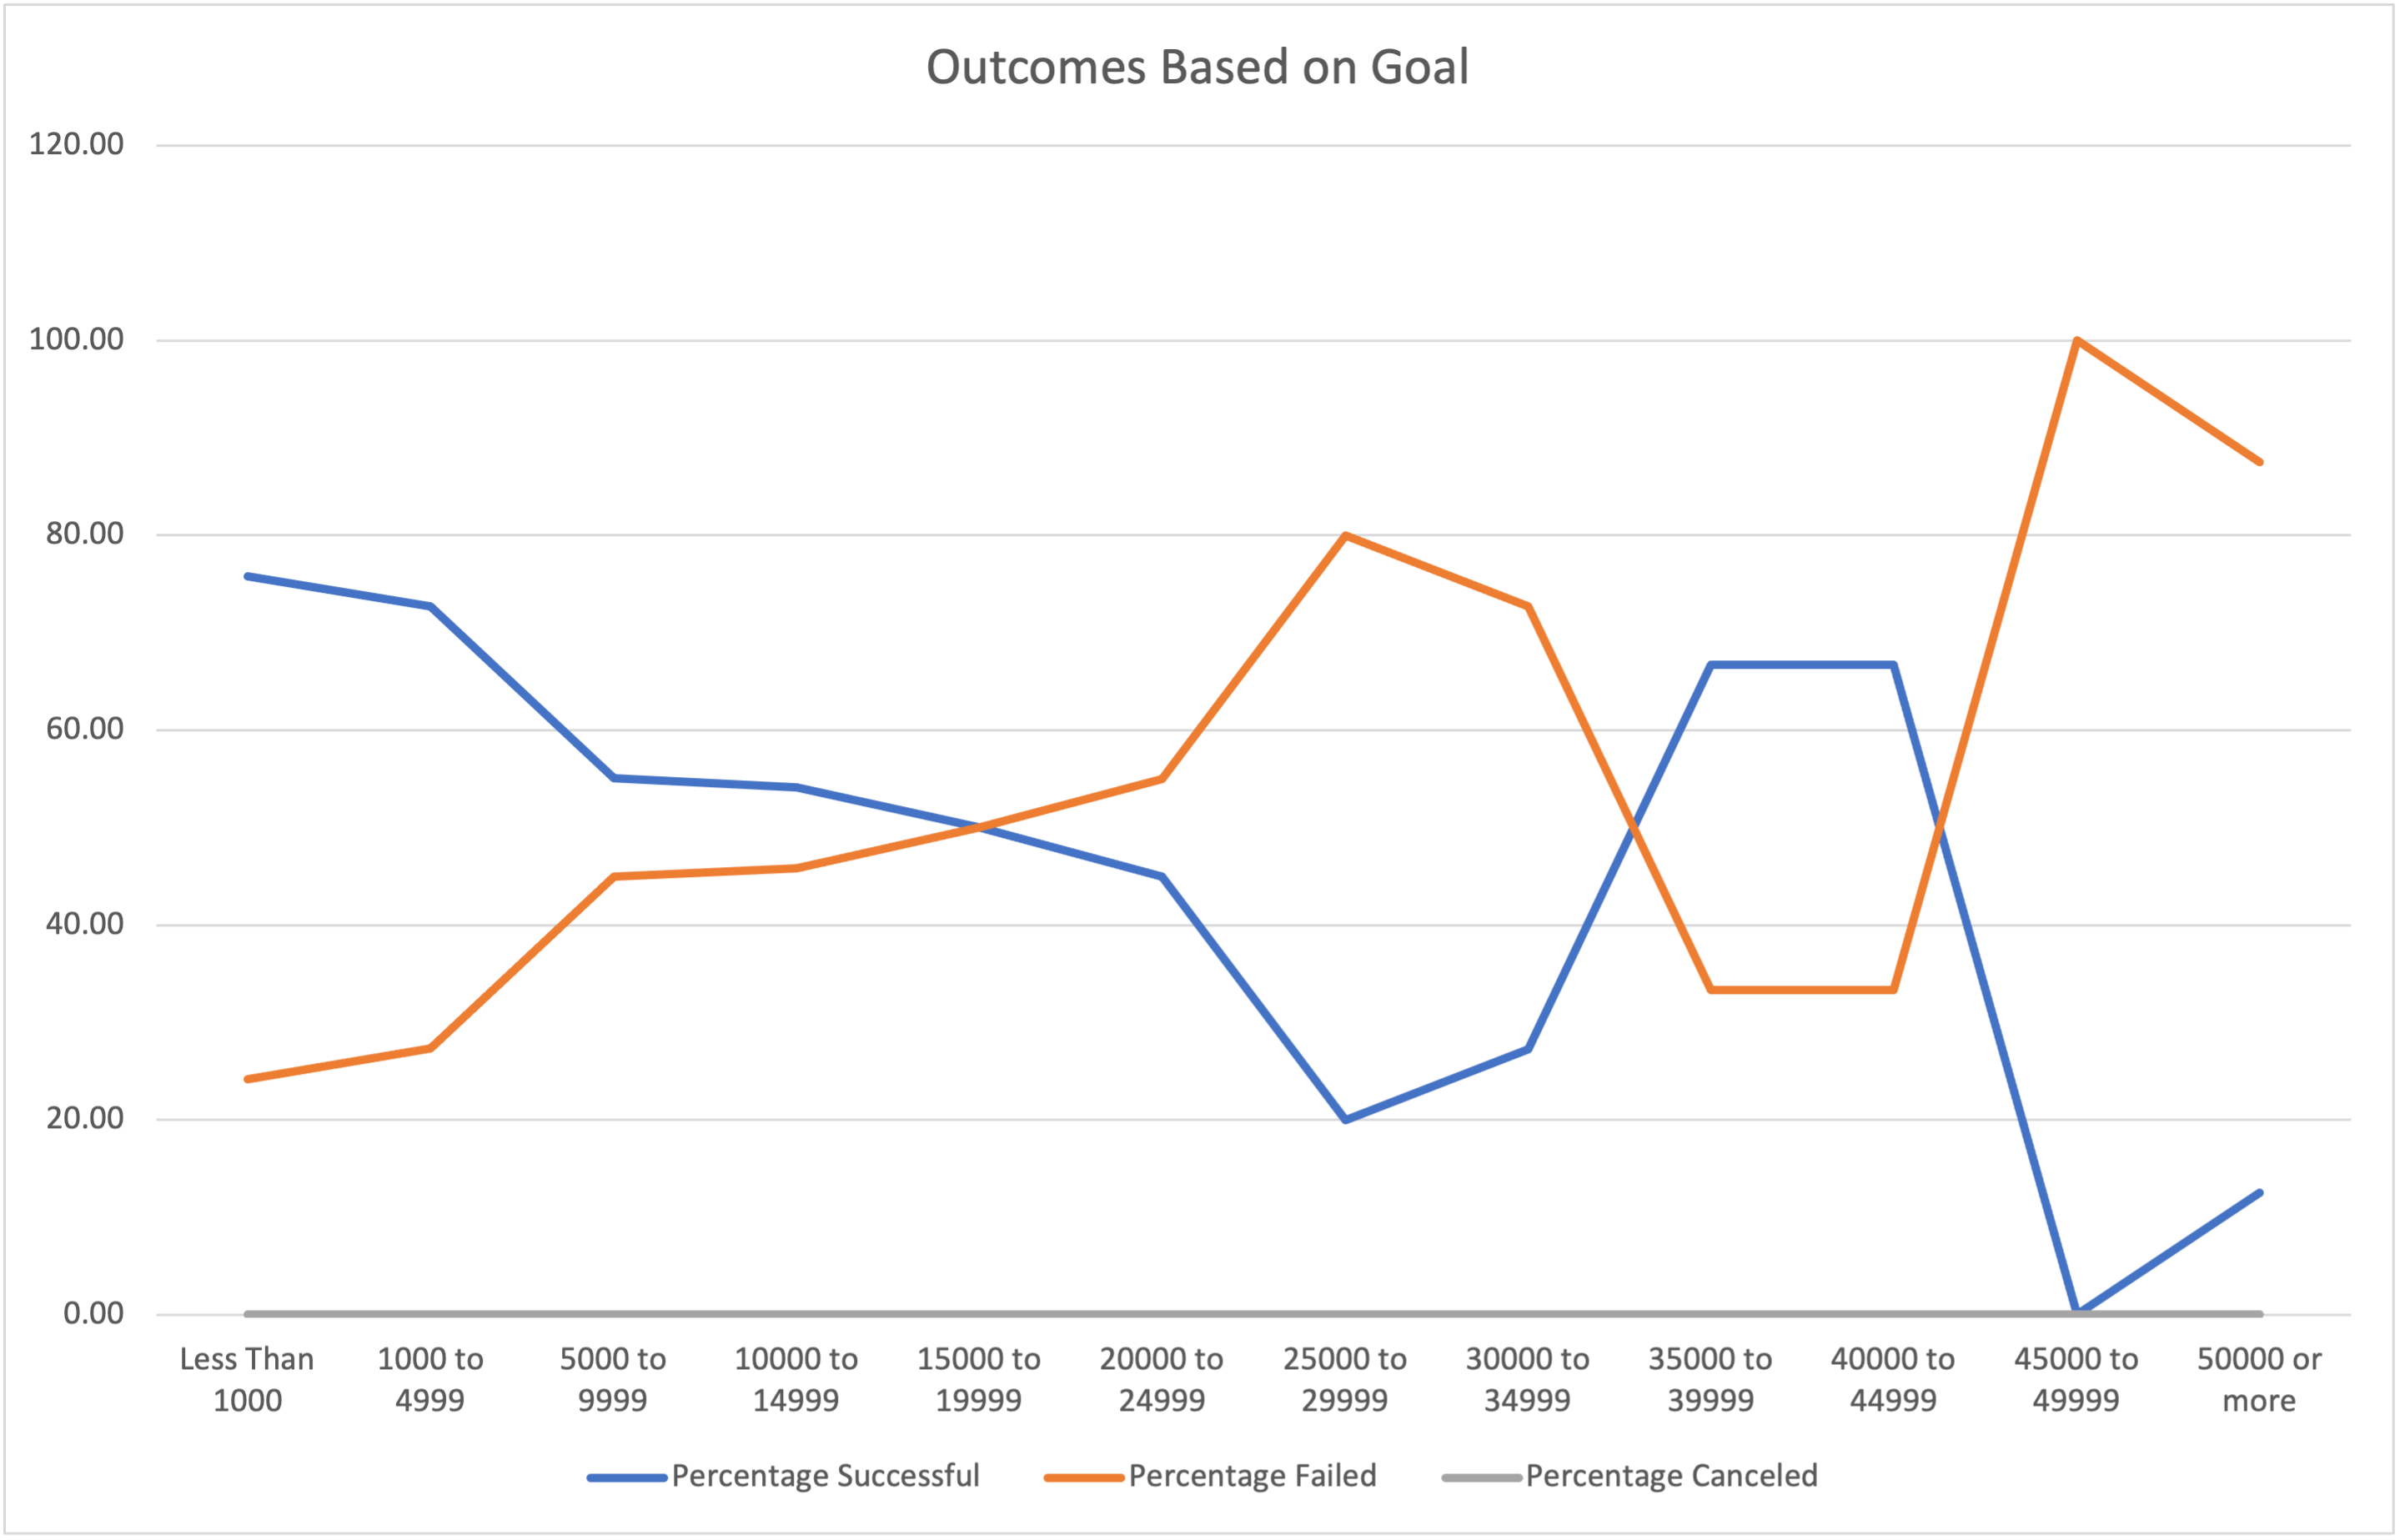 Outcomes Based on Goal
120.00
100.00
80.00
60.00
40.00
20.00
0.00
Less Than 1000 to 5000 to 10000 to 15000 to 20000 to 25000 to 30000 to 35000 to 40000 to 45000 to 50000 or
1000 4999 9999 14999 19999 24999 29999 34999 39999 44999 49999 more
Percentage Successful Percentage Failed Percentage Canceled